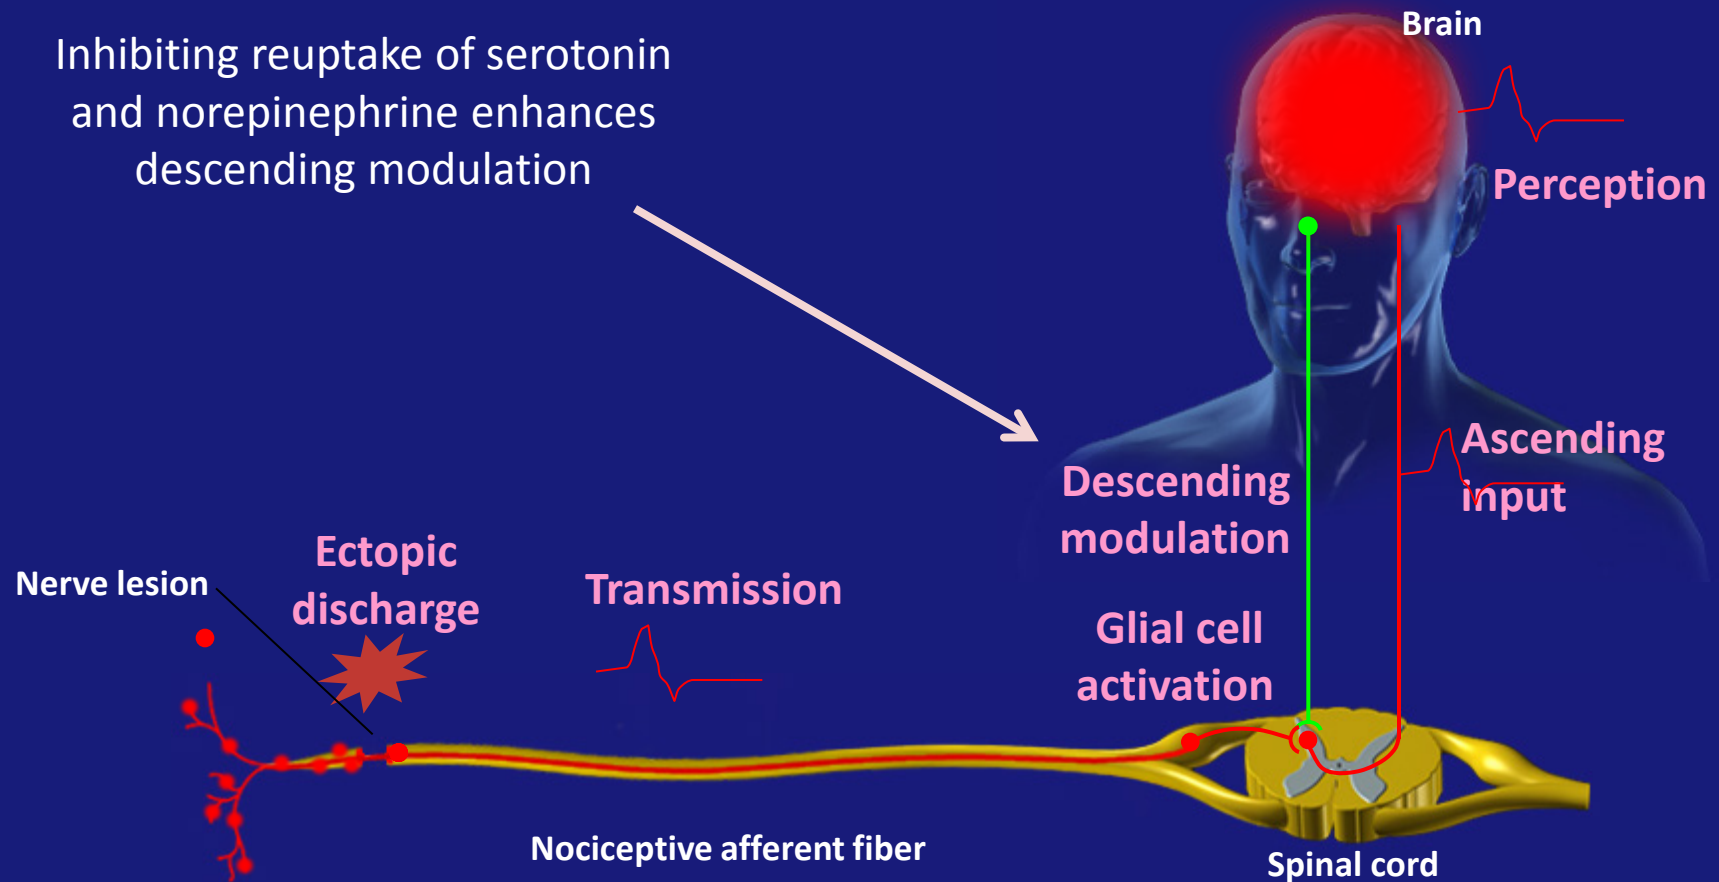 Inhibiting reuptake of serotonin
and norepinephrine enhances
descending modulation
Brain
Perception
Ascending
input
Descending
modulation
Ectopic
discharge
Nerve lesion
Transmission
Glial cell
activation
Nociceptive afferent fiber
Spinal cord